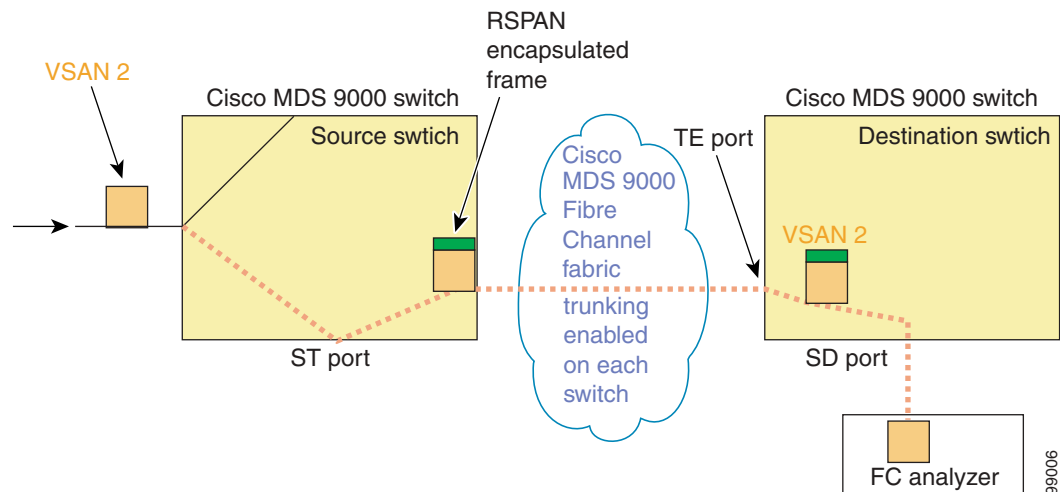 RSPAN
encapsulated
frame
VSAN 2
Cisco MDS 9000 switch
Source swtich
ST port
Cisco
MDS 9000
Fibre
Channel
fabric
trunking
enabled
on each
switch
TE port
Cisco MDS 9000 switch
Destination swtich
VSAN 2
SD port
FC analyzer
99006